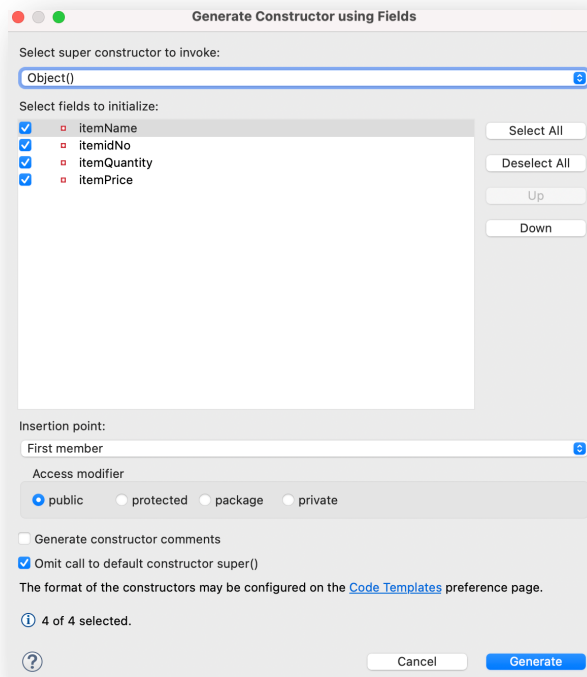 Generate Constructor using Fields
Select super constructor to invoke:
Object()
Select fields to initialize:
itemName
itemidNo
itemQuantity
itemPrice
Select All
Deselect All
Up
Down
Insertion point:
First member
Access modifier
public protected package private
Generate constructor comments
Omit call to default constructor super()
The format of the constructors may be configured on the Code Templates preference page.
i 4 of 4 selected.
? Cancel Generate